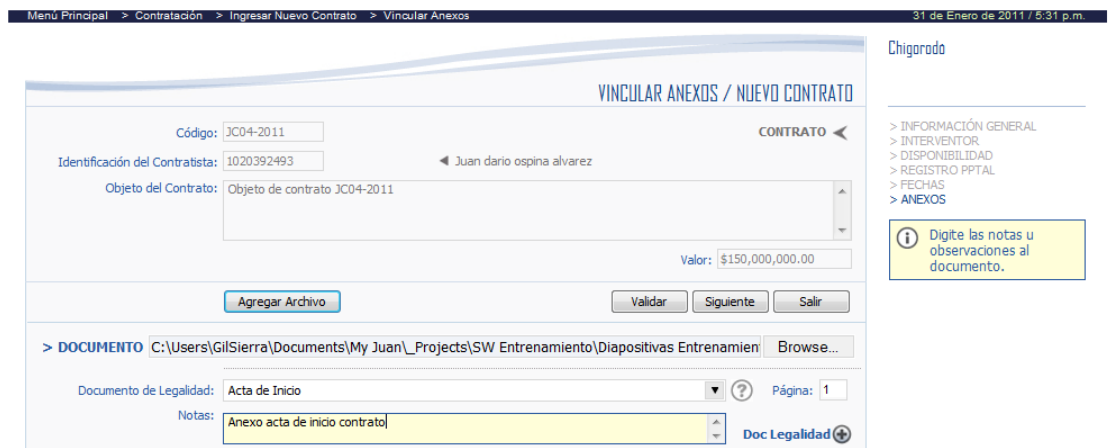 Menú Principal > Contratación > Ingresar Nuevo Contrato > Vincular Anexos
31 de Enero de 2011 / 5:31 p.m.
Chigorodo
VINCULAR ANEXOS / NUEVO CONTRATO
Código: JC04-2011
CONTRATO
Identificación del Contratista: 1020392493
Juan dario ospina alvarez
Objeto del Contrato: Objeto de contrato JC04-2011
Valor: $150,000,000.00
> INFORMACIÓN GENERAL
> INTERVENTOR
> DISPONIBILIDAD
> REGISTRO PPTAL
> FECHAS
> ANEXOS
Digite las notas u
observaciones al
documento.
Agregar Archivo
Validar
Siguiente
Salir
> DOCUMENTO C:\Users\GilSierra\Documents\My Juan\_Projects\SW Entrenamiento\Diapositivas Entrenamien Browse...
Documento de Legalidad: Acta de Inicio
? Página: 1
Notas: Anexo acta de inicio contrato
Doc Legalidad